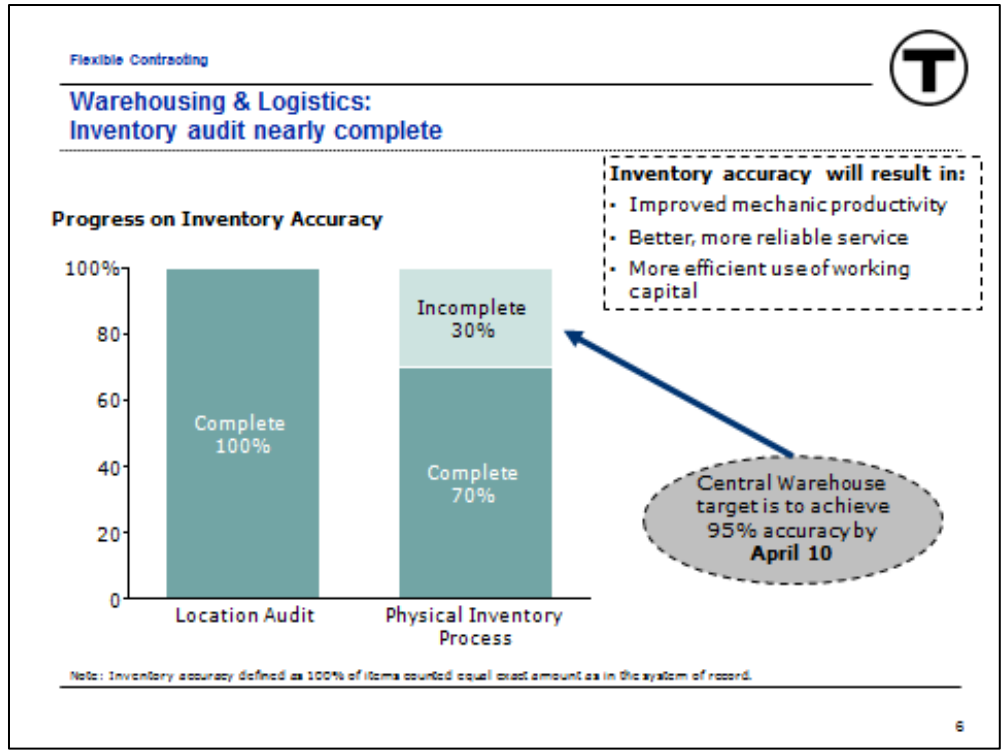 Flexible Contracting
T
Warehousing & Logistics:
Inventory audit nearly complete
Inventory accuracy will result in:
• Improved mechanic productivity
• Better, more reliable service
• More efficient use of working
capital
Progress on Inventory Accuracy
100%
80
60
40
20
0
Complete
100%
Incomplete
30%
Complete
70%
Location Audit
Physical Inventory
Process
Central Warehouse
target is to achieve
95% accuracy by
April 10
Note: Inventory accuracy defined as 100% of items counted equal exact amount as in the system of record.
6